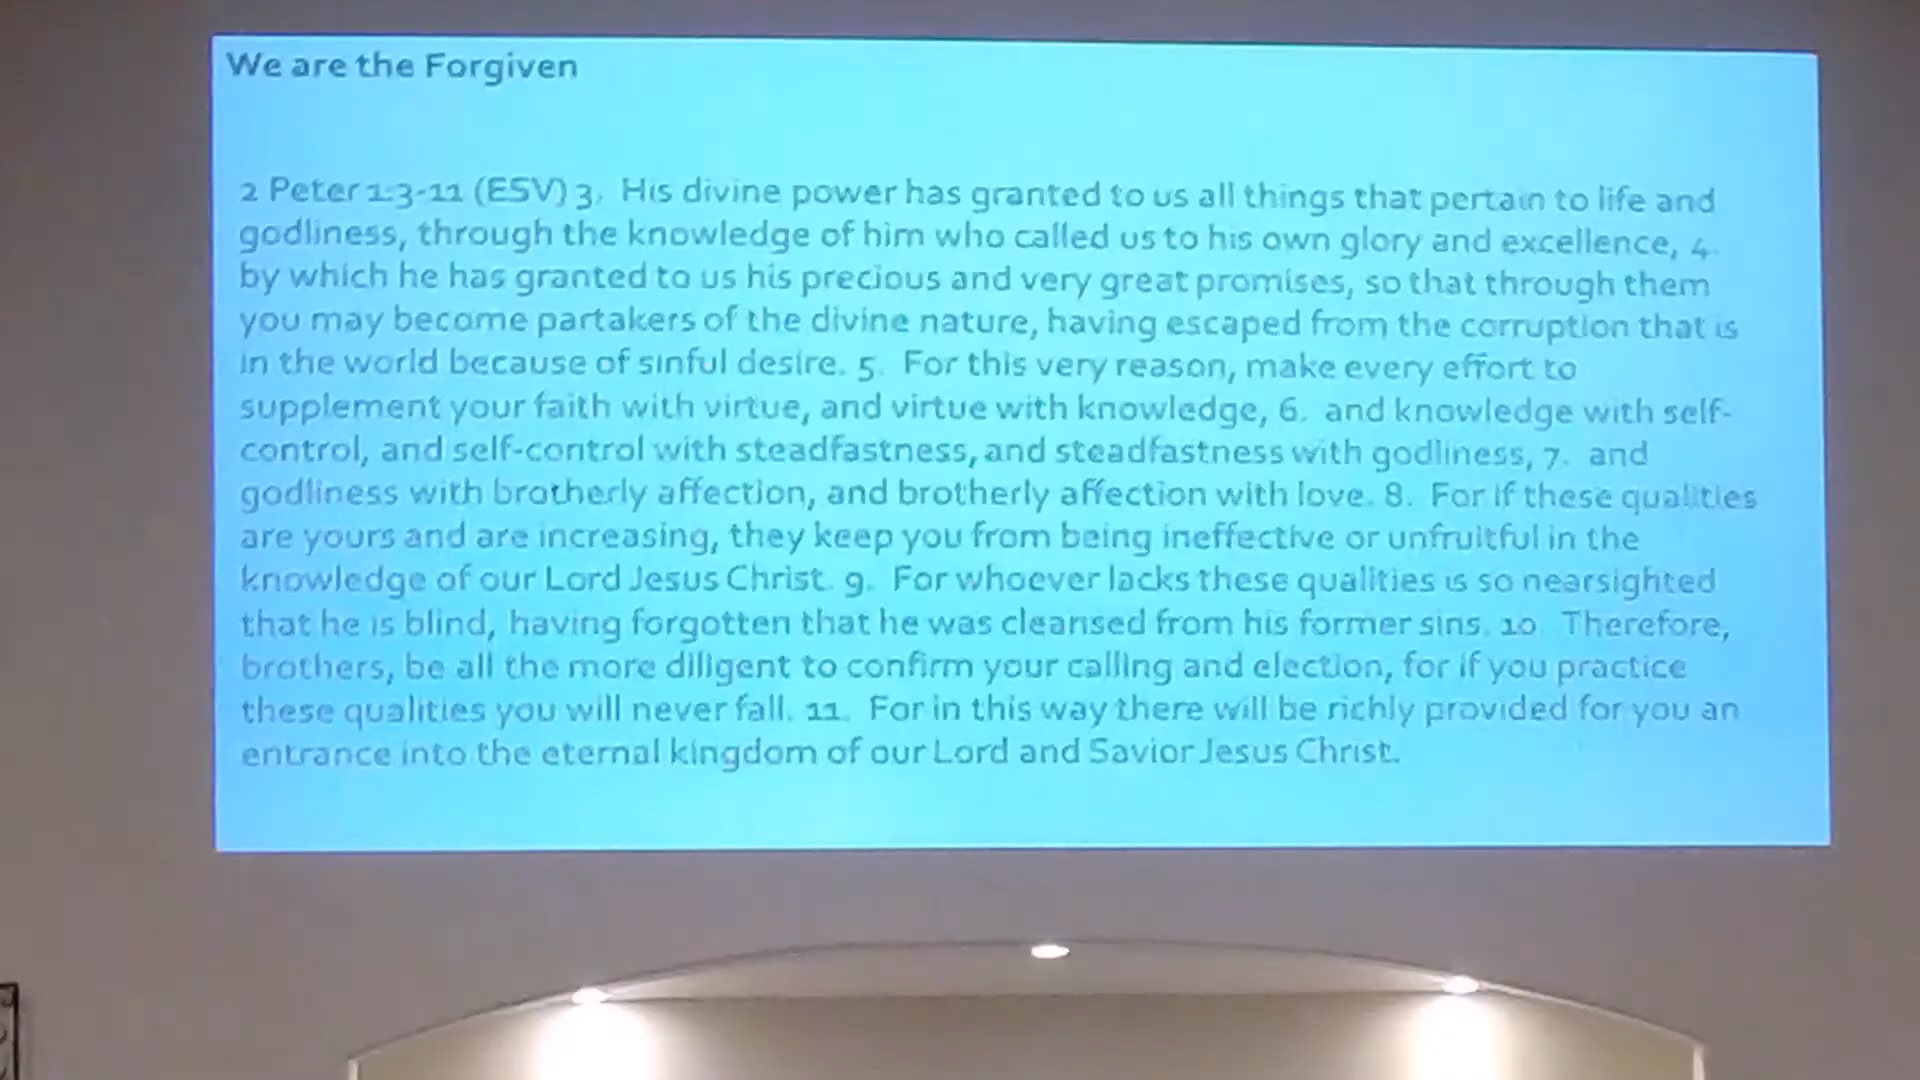 We are the Forgiven
2 Peter 1:3-11 (ESV) 3. His divine power has granted to us all things that pertain to life and
godliness, through the knowledge of him who called us to his own glory and excellence, 4.
by which he has granted to us his precious and very great promises, so that through them
you may become partakers of the divine nature, having escaped from the corruption that is
in the world because of sinful desire. 5. For this very reason, make every effort to
supplement your faith with virtue, and virtue with knowledge, 6. and knowledge with self-
control, and self-control with steadfastness, and steadfastness with godliness, 7. and
godliness with brotherly affection, and brotherly affection with love. 8. For if these qualities
are yours and are increasing, they keep you from being ineffective or unfruitful in the
knowledge of our Lord Jesus Christ. 9. For whoever lacks these qualities is so nearsighted
that he is blind, having forgotten that he was cleansed from his former sins. 10. Therefore,
brothers, be all the more diligent to confirm your calling and election, for if you practice
these qualities you will never fall. 11. For in this way there will be richly provided for you an
entrance into the eternal kingdom of our Lord and Savior Jesus Christ.